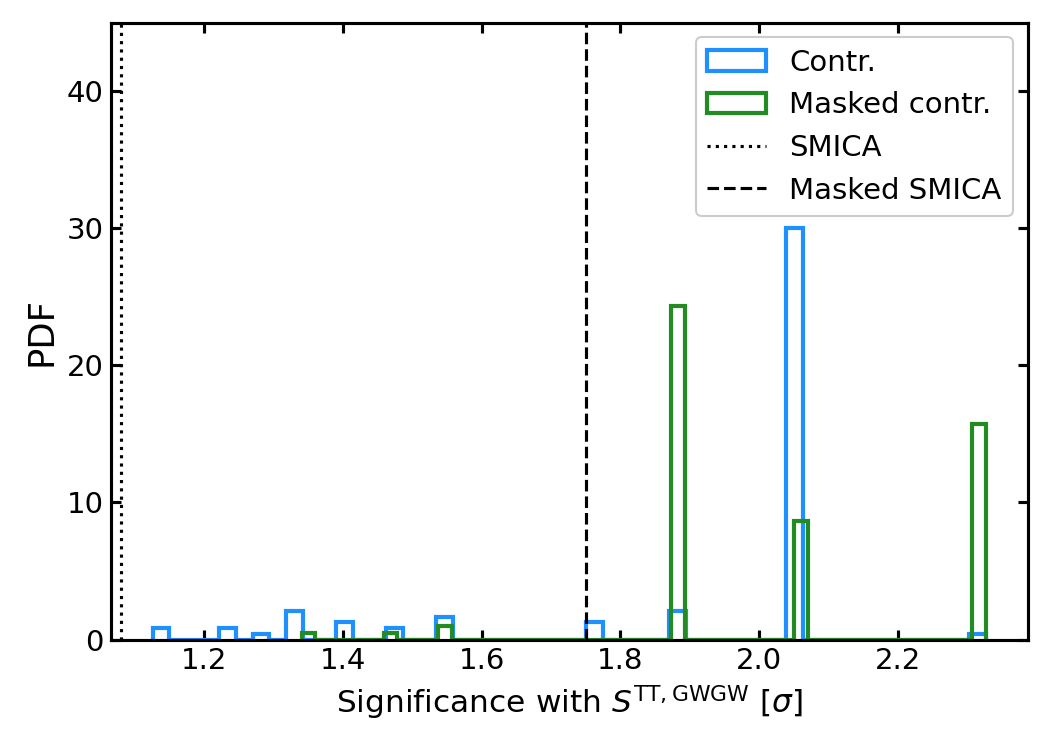 Contr.
Masked contr.
SMICA
Masked SMICA
PDF
40
30
20
10
0
1.2 1.4 1.6 1.8 2.0 2.2
Significance with S^{TT, GWGW} [σ]